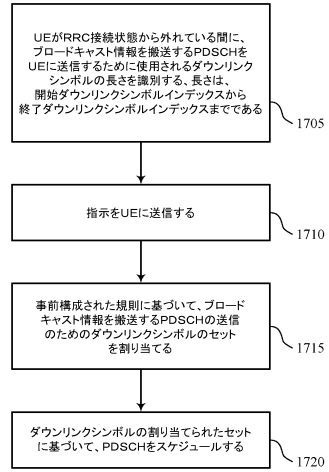 UEがRRC接続状態から外れている間に、
ブロードキャスト情報を搬送するPDSCHを
UEに送信するために使用されるダウンリンク
シンボルの長さを識別する、長さは、
開始ダウンリンクシンボルインデックスから
終了ダウンリンクシンボルインデックスまでである
1705
指示をUEに送信する
1710
事前構成された規則に基づいて、ブロード
キャスト情報を搬送するPDSCHの送信
のためのダウンリンクシンボルのセット
を割り当てる
1715
ダウンリンクシンボルの割り当てられたセット
に基づいて、PDSCHをスケジュールする
1720